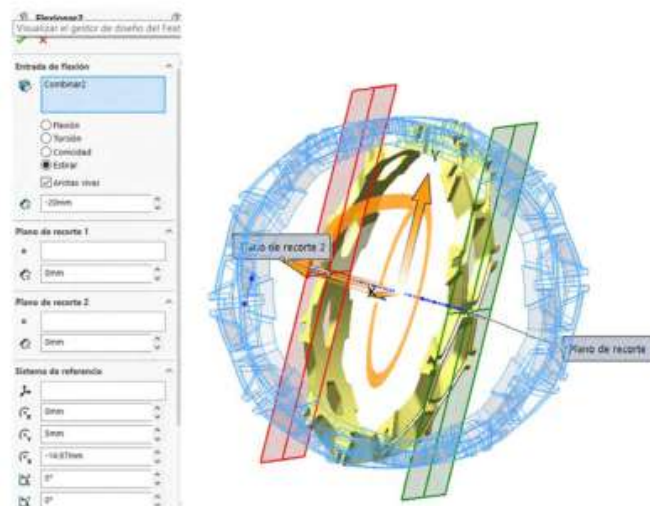 Flexionar2
Visualizar el gestor de diseño del Feat
Entrada de flexión
Combinar2
Flexión
Torsión
Conicidad
Estirar
Aristas vivas
-20mm
Plano de recorte 1
0mm
Plano de recorte 2
0mm
Sistema de referencia
0mm
5mm
-14.07mm
0°
0°
Plano de recorte 2
Plano de recorte